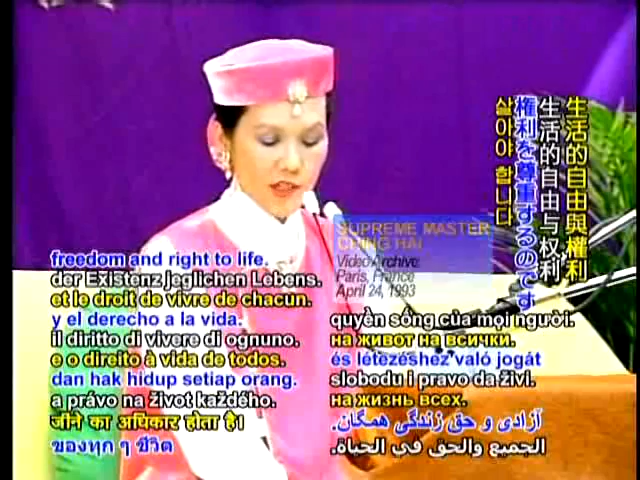 生活的自由與權利
生活的自由与权利
権利を尊重するのです
살아야 합니다
SUPREME MASTER
CHING HAI
Video Archive
Paris, France
April 24, 1993
freedom and right to life.
der Existenz jeglichen Lebens.
et le droit de vivre de chacun.
y el derecho a la vida.
il diritto di vivere di ognuno.
e o direito à vida de todos.
dan hak hidup setiap orang.
a právo na život každého.
जीने का अधिकार होता है।
ของทุก ๆ ชีวิต
quyền sống của mọi người.
на живот на всички.
és létezéshez való jogát
slobodu i pravo da živi.
на жизнь всех.
آزادی و حق زندگی همگان.
الجميع والحق في الحياة.